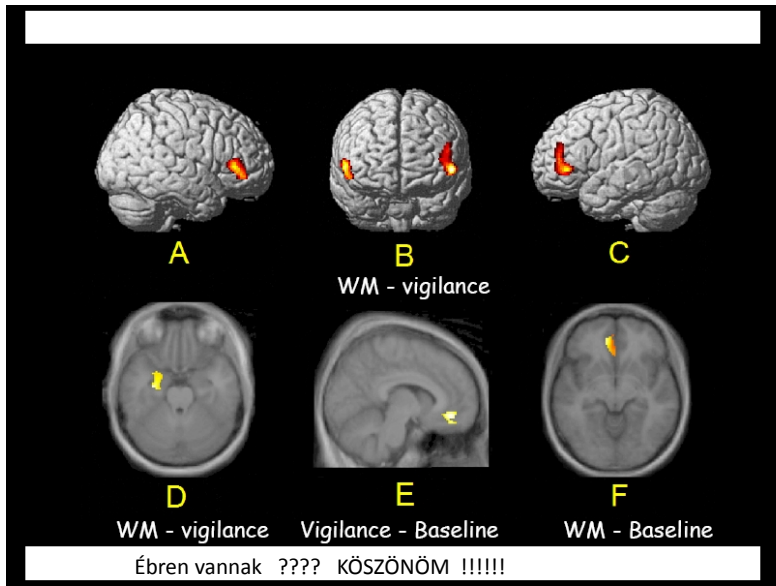 A B C
WM - vigilance
D E F
WM - vigilance Vigilance - Baseline WM - Baseline
Ébren vannak ???? KÖSZÖNÖM !!!!!!